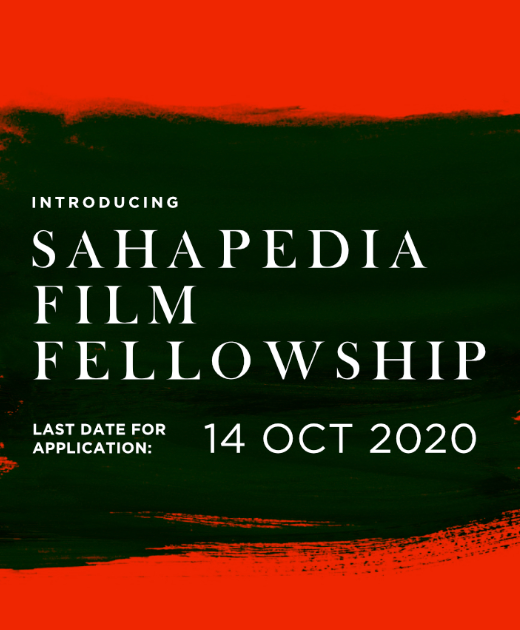 INTRODUCING
SAHAPEDIA
FILM
FELLOWSHIP
LAST DATE FOR
APPLICATION:
14 OCT 2020